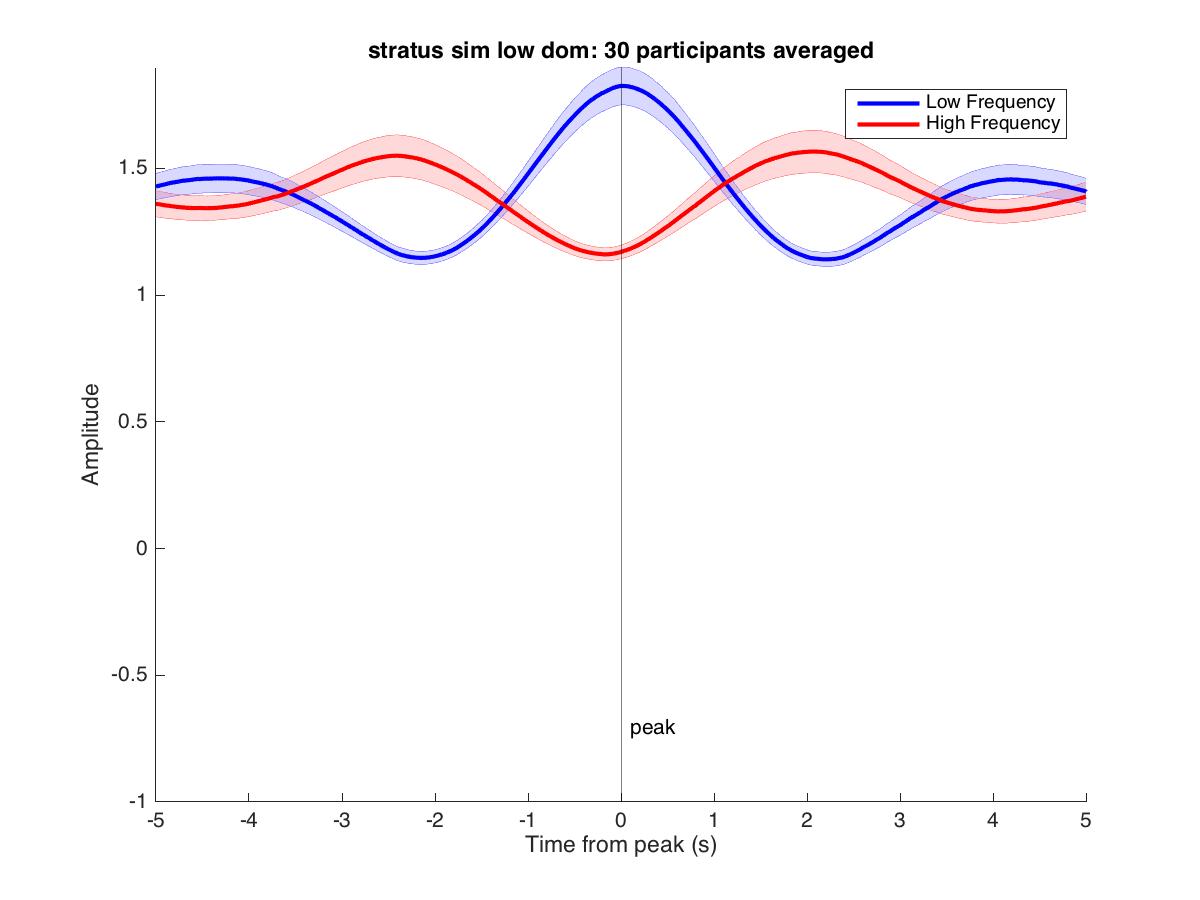 stratus sim low dom: 30 participants averaged
Low Frequency
High Frequency
1.5
1
0.5
0
-0.5
-1
Amplitude
peak
-5 -4 -3 -2 -1 0 1 2 3 4 5
Time from peak (s)